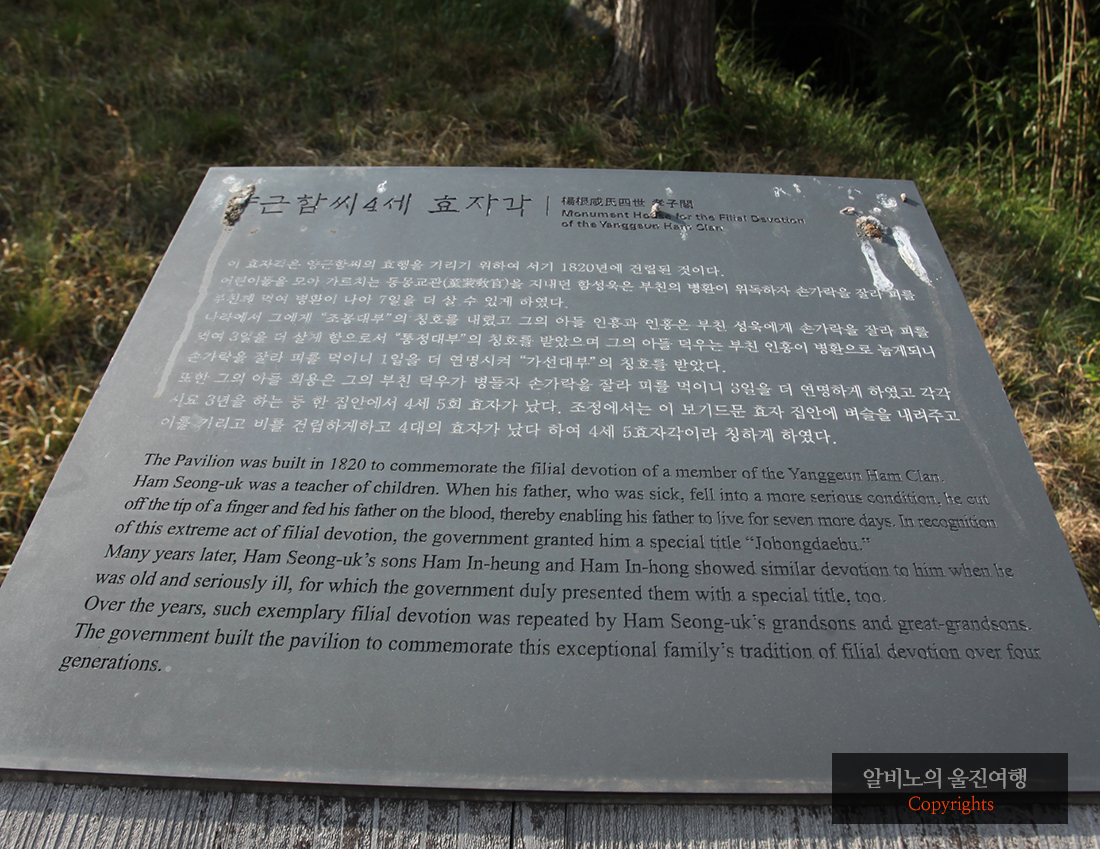 양근함씨4세 효자각
楊根咸氏四世 孝子閣
Monument House for the Filial Devotion
of the Yanggeun Ham Clan
이 효자각은 양근함씨의 효행을 기리기 위하여 서기 1820년에 건립된 것이다.
어린이들을 모아 가르치는 동몽교관(至蒙敎官)을 지내던 함성욱은 부친의 병환이 위독하자 손가락을 잘라 피를
부친께 먹여 병환이 나아 7일을 더 살 수 있게 하였다.
나라에서 그에게 “조봉대부”의 칭호를 내렸고 그의 아들 인흥과 인홍은 부친 성욱에게 손가락을 잘라 피를
먹여 3일을 더 살게 함으로서 “통정대부”의 칭호를 받았으며 그의 아들 덕우는 부친 인흥이 병환으로 눕게되니
손가락을 잘라 피를 먹이니 1일을 더 연명시켜 “가선대부”의 칭호를 받았다.
또한 그의 아들 희용은 그의 부친 덕우가 병들자 손가락을 잘라 피를 먹이니 3일을 더 연명하게 하였고 각각
시묘 3년을 하는 등 한 집안에서 4세 5회 효자가 났다. 조정에서는 이 보기드문 효자 집안에 벼슬을 내려주고
이를 기리고 비를 건립하게하고 4대의 효자가 났다 하여 4세 5효자각이라 칭하게 하였다.
The Pavilion was built in 1820 to commemorate the filial devotion of a member of the Yanggeun Ham Clan.
Ham Seong-uk was a teacher of children. When his father, who was sick, fell into a more serious condition, he cut
off the tip of a finger and fed his father on the blood, thereby enabling his father to live for seven more days. In recognition
of this extreme act of filial devotion, the government granted him a special title “Jobongdaebu.”
Many years later, Ham Seong-uk’s sons Ham In-heung and Ham In-hong showed similar devotion to him when he
was old and seriously ill, for which the government duly presented them with a special title, too.
Over the years, such exemplary filial devotion was repeated by Ham Seong-uk’s grandsons and great-grandsons.
The government built the pavilion to commemorate this exceptional family’s tradition of filial devotion over four
generations.
알비노의 울진여행
Copyrights